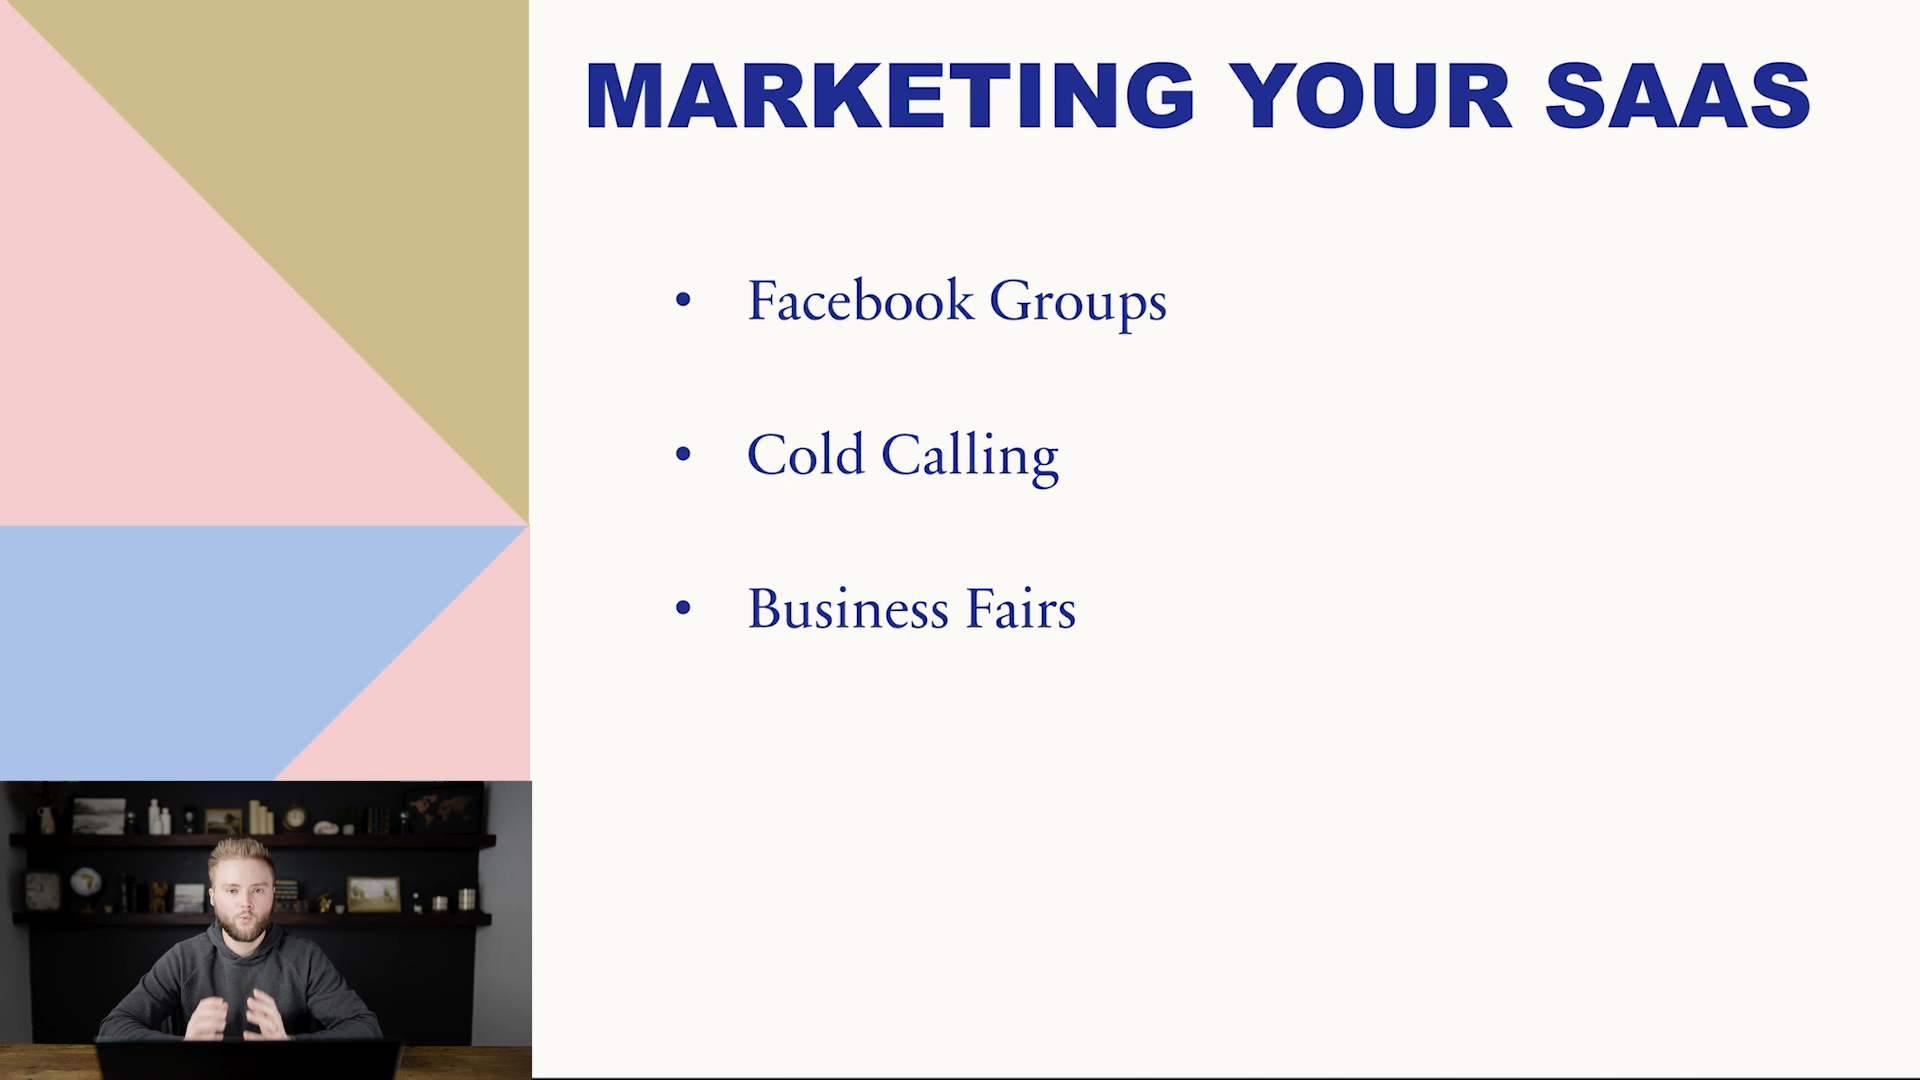 MARKETING YOUR SAAS
• Facebook Groups
• Cold Calling
• Business Fairs